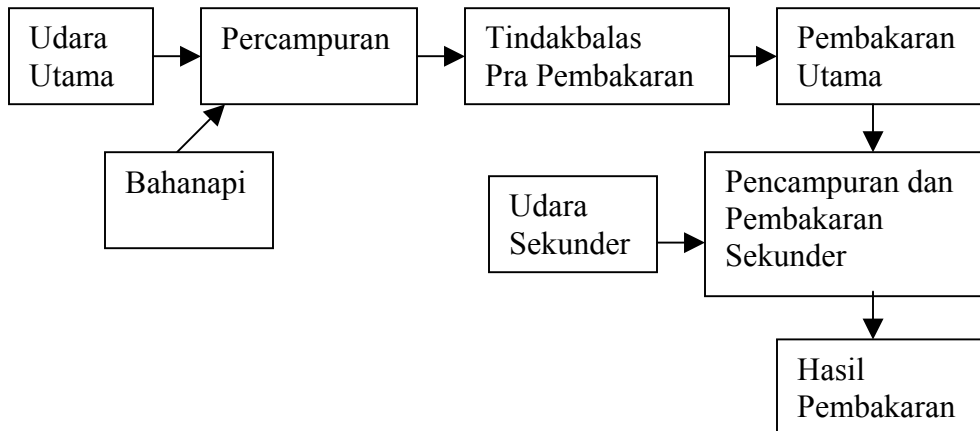 Udara
Utama
Percampuran
Tindakbalas
Pra Pembakaran
Pembakaran
Utama
Bahanapi
Udara
Sekunder
Pencampuran dan
Pembakaran
Sekunder
Hasil
Pembakaran